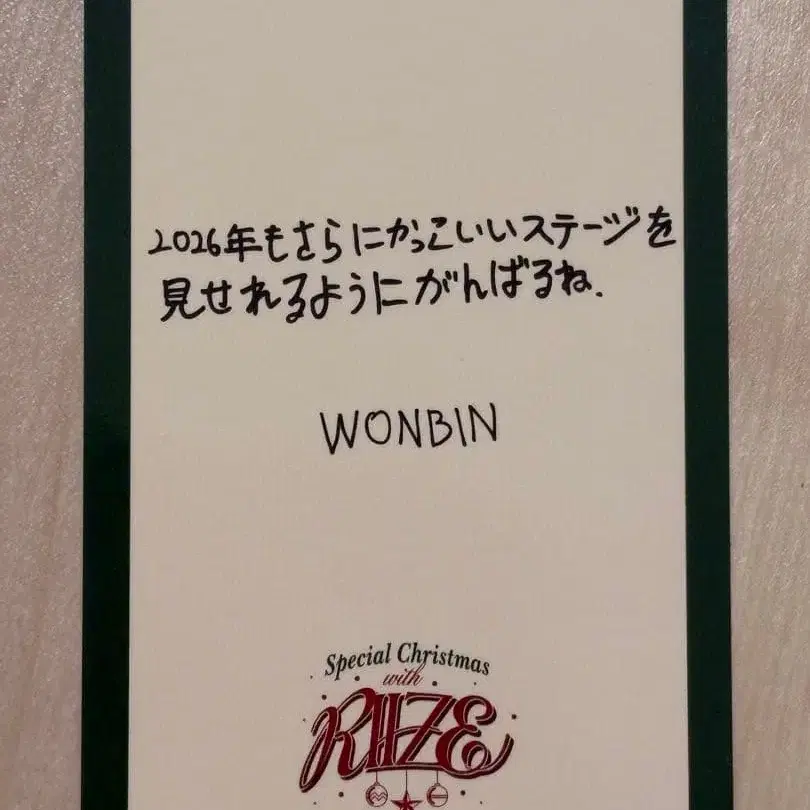 2026年もさらにかっこいいステージを
見せれるようにがんばるね.
WONBIN
Special Christmas
with
RIIZE